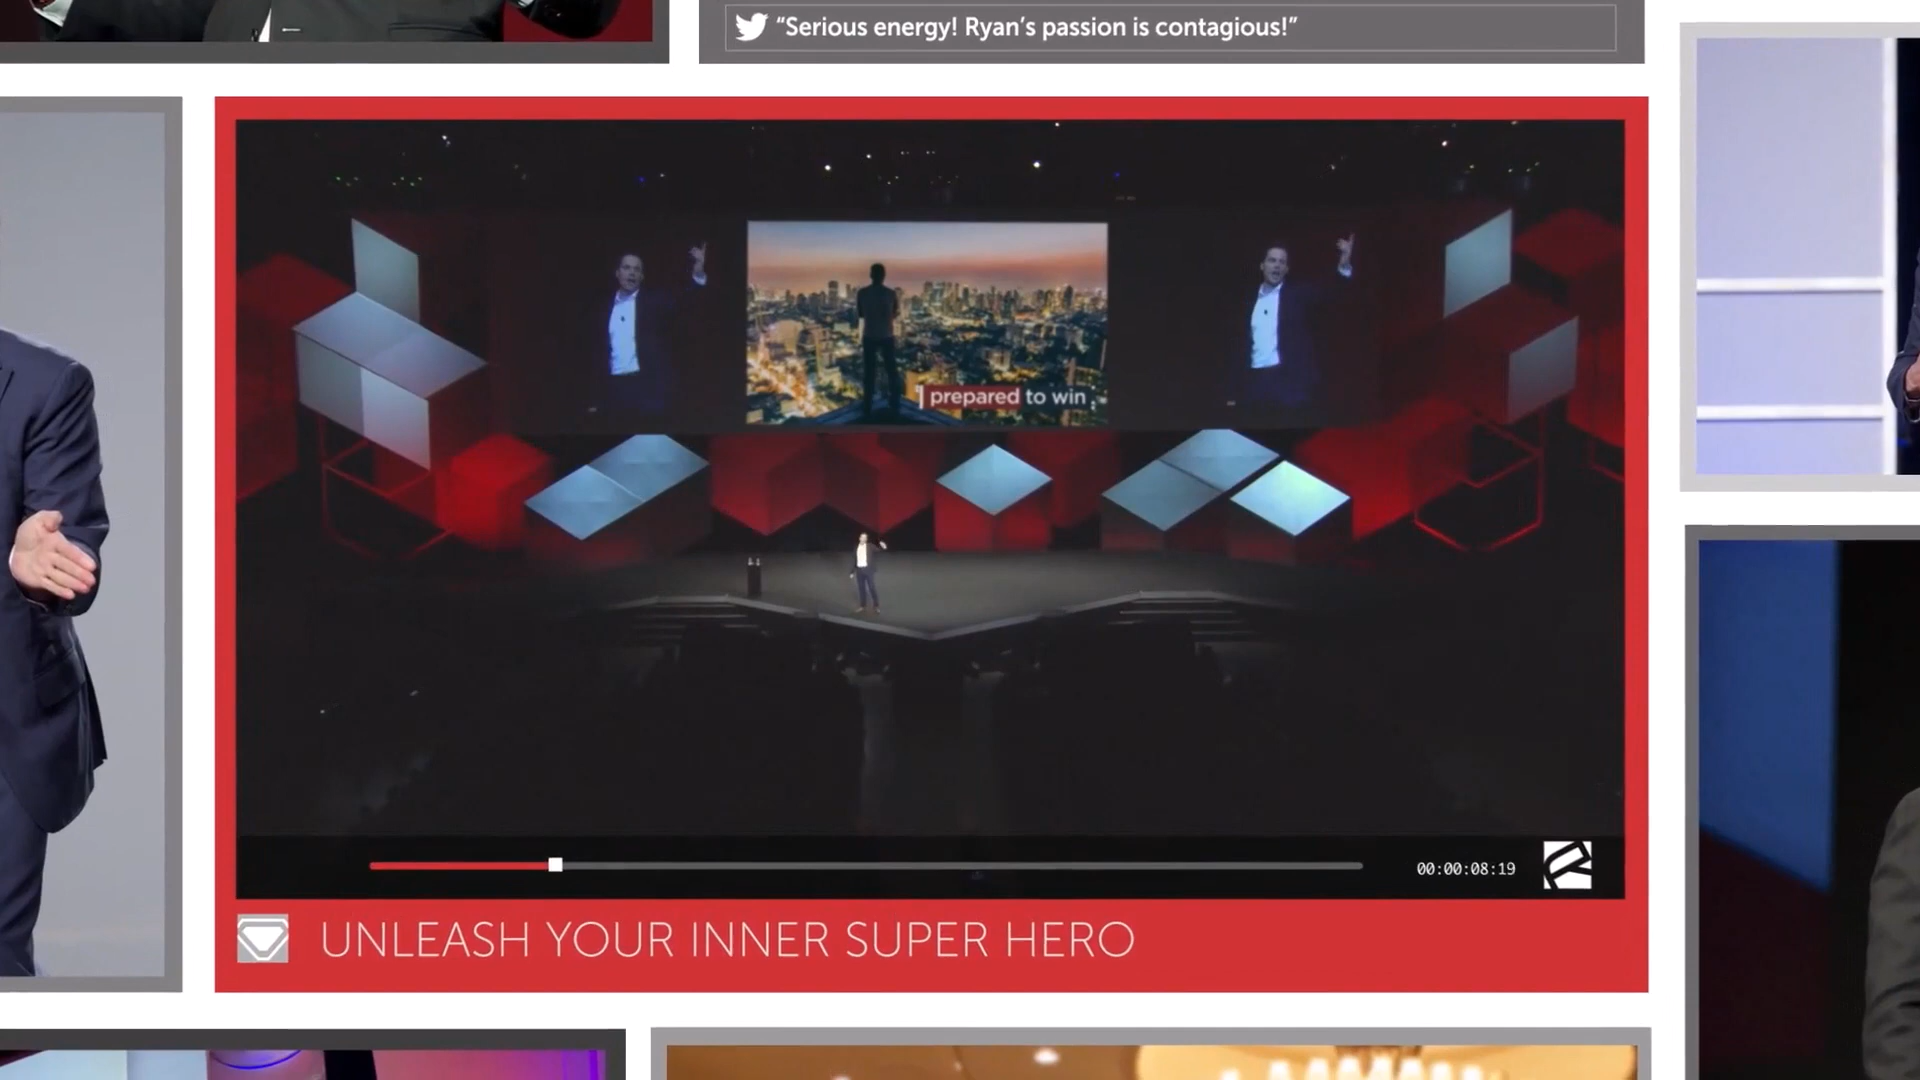 “Serious energy! Ryan’s passion is contagious!”
prepared to win
00:00:08:19
UNLEASH YOUR INNER SUPER HERO